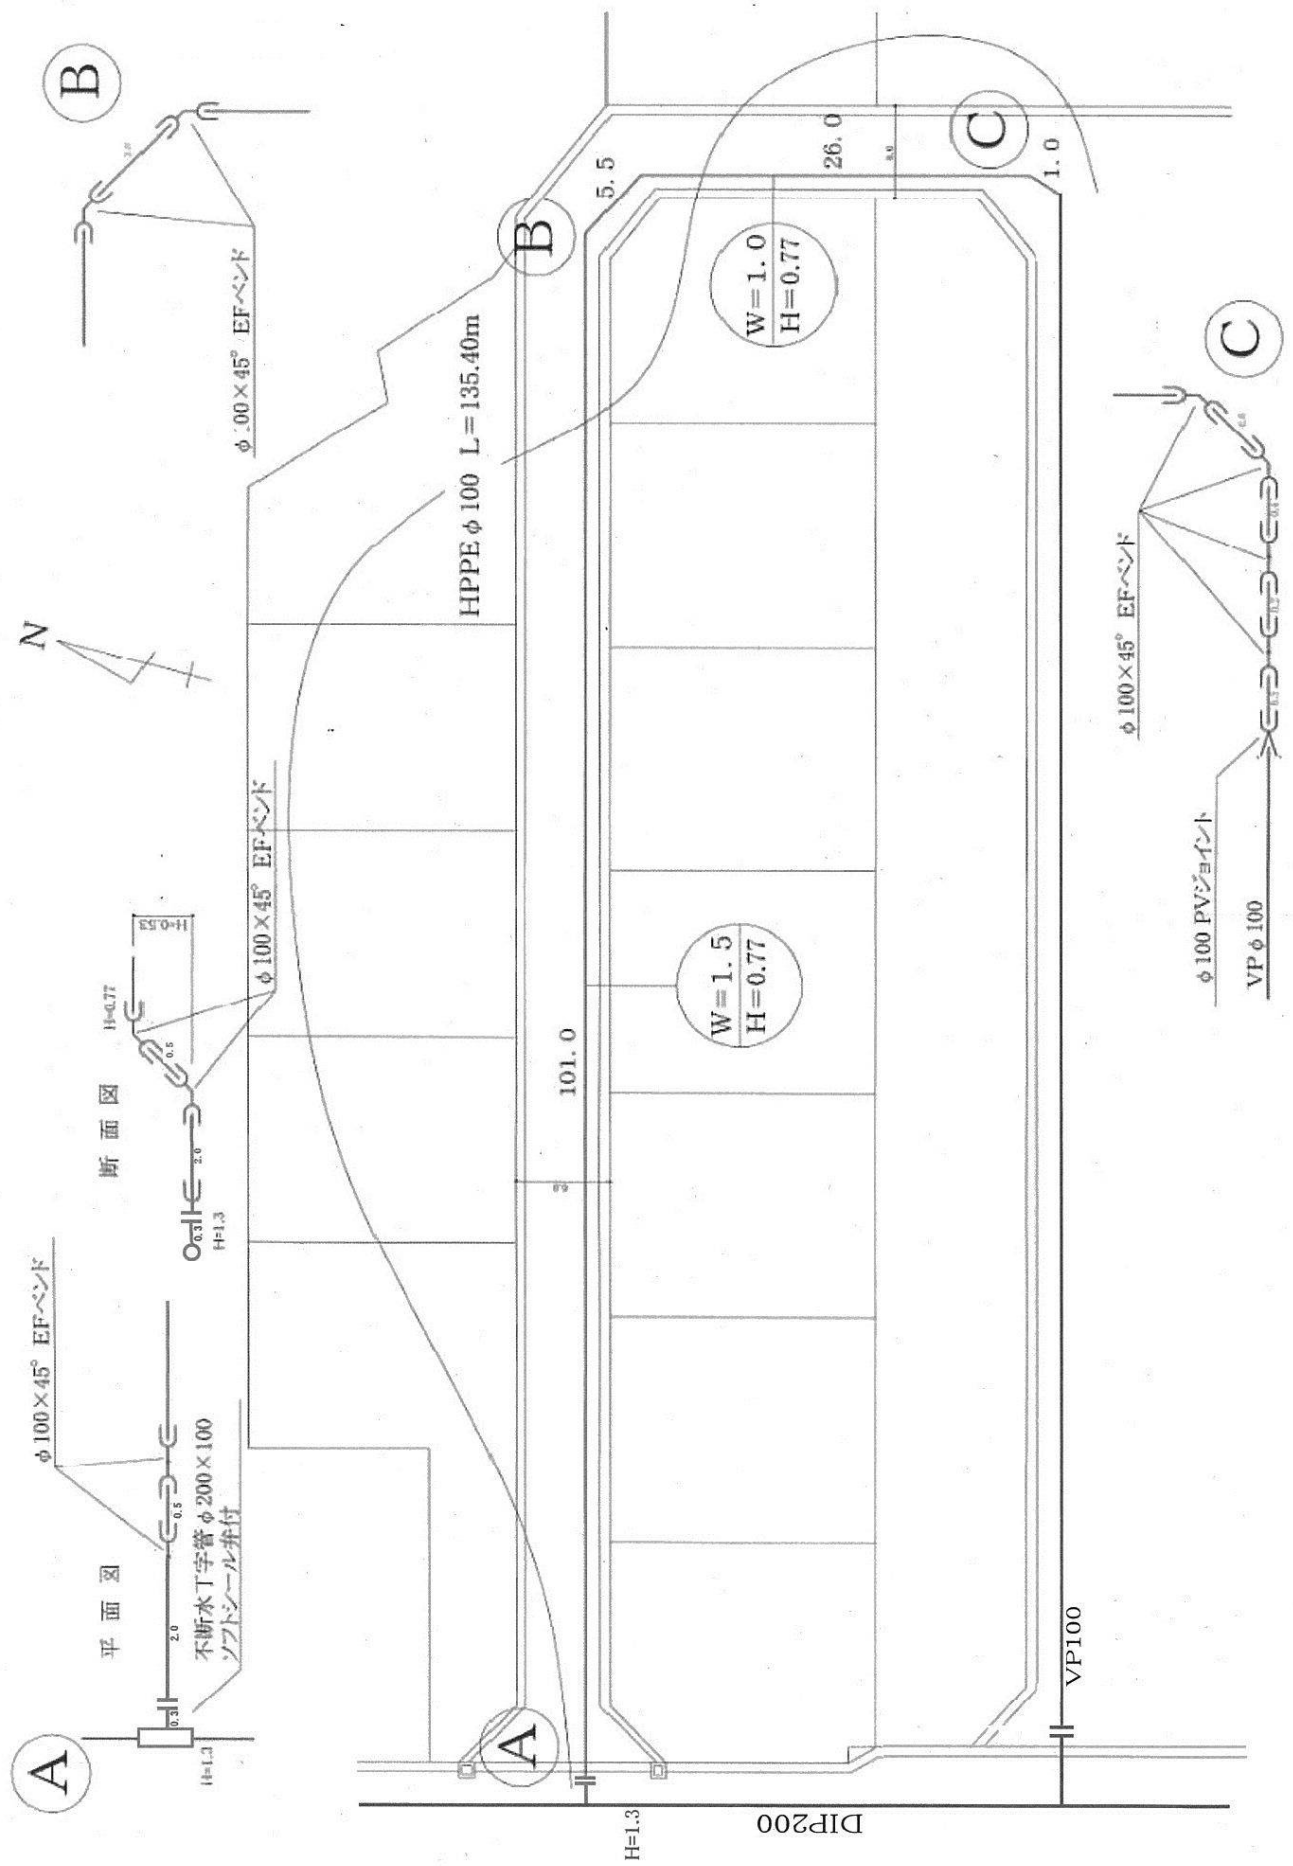 A
平 面 図
φ100×45° EFベンド
0.3
2.0
0.5
H=1.3
不断水丁字管 φ200×100
ソフトシール弁付
断 面 図
H=0.77
H=0.53
0.5
2.0
0.3
H=1.3
φ100×45° EFベンド
N
B
φ:00×45° EFベンド
HPPE φ100 L=135.40m
A
B
C
101.0
5.5
26.0
1.0
W=1.5
H=0.77
W=1.0
H=0.77
H=1.3
DIP200
VP100
C
φ100×45° EFベンド
φ100 PVジョイント
VP φ100